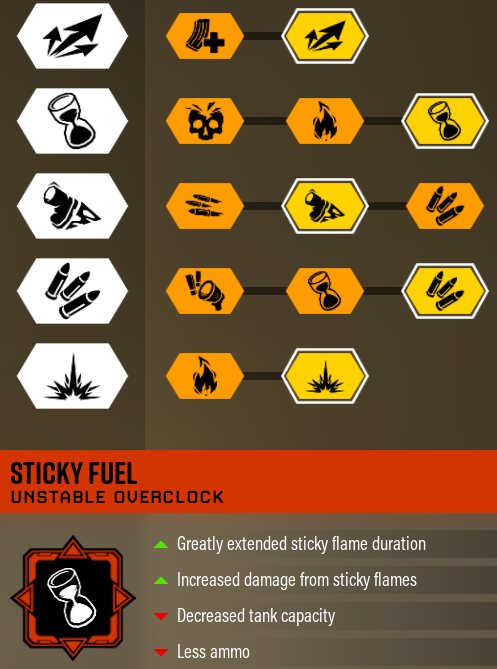 STICKY FUEL
UNSTABLE OVERCLOCK
Greatly extended sticky flame duration
Increased damage from sticky flames
Decreased tank capacity
Less ammo